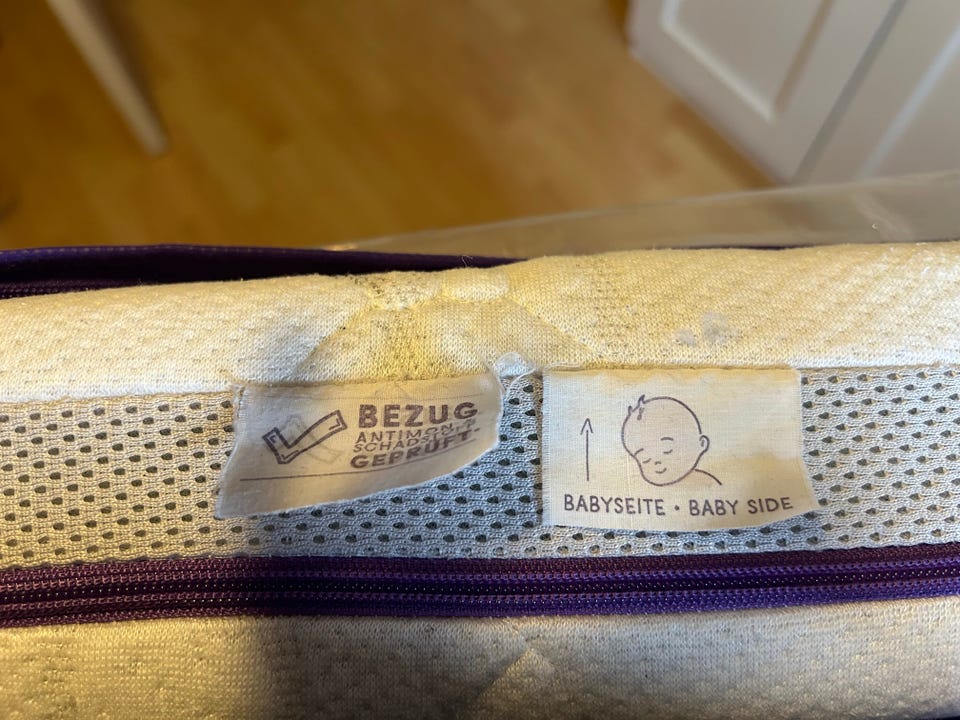 BEZUG
ANTIMON- &
GEPRÜFT.
BABYSEITE • BABY SIDE